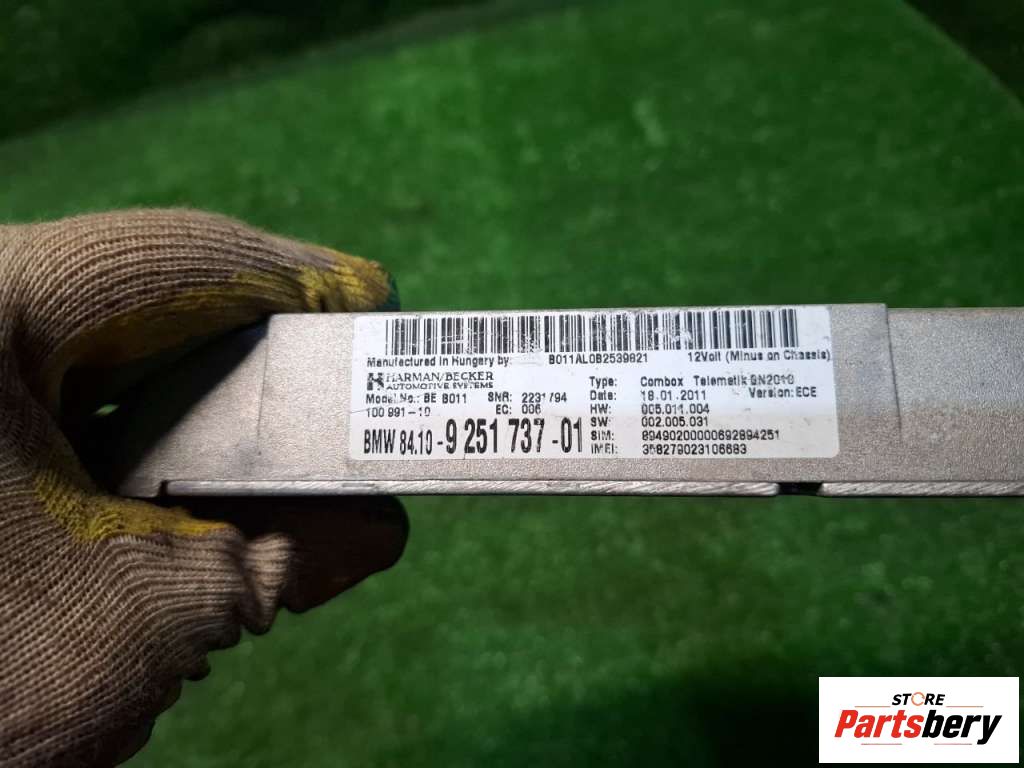 B011AL0B2539821
Manufactured in Hungary by:
12Volt (Minus on Chassis)
HARMAN/BECKER
AUTOMOTIVE SYSTEMS
Model No.: BE B011 SNR: 2231794
100 991-10 EC: 006
BMW 84.10-9 251 737-01
Type: Combox Telematik GN2010
Date: 18.01.2011 Version: ECE
HW: 005.011.004
SW: 002.005.031
SIM: 89490200000692894251
IMEI: 358279023106683
STORE
Partsbery